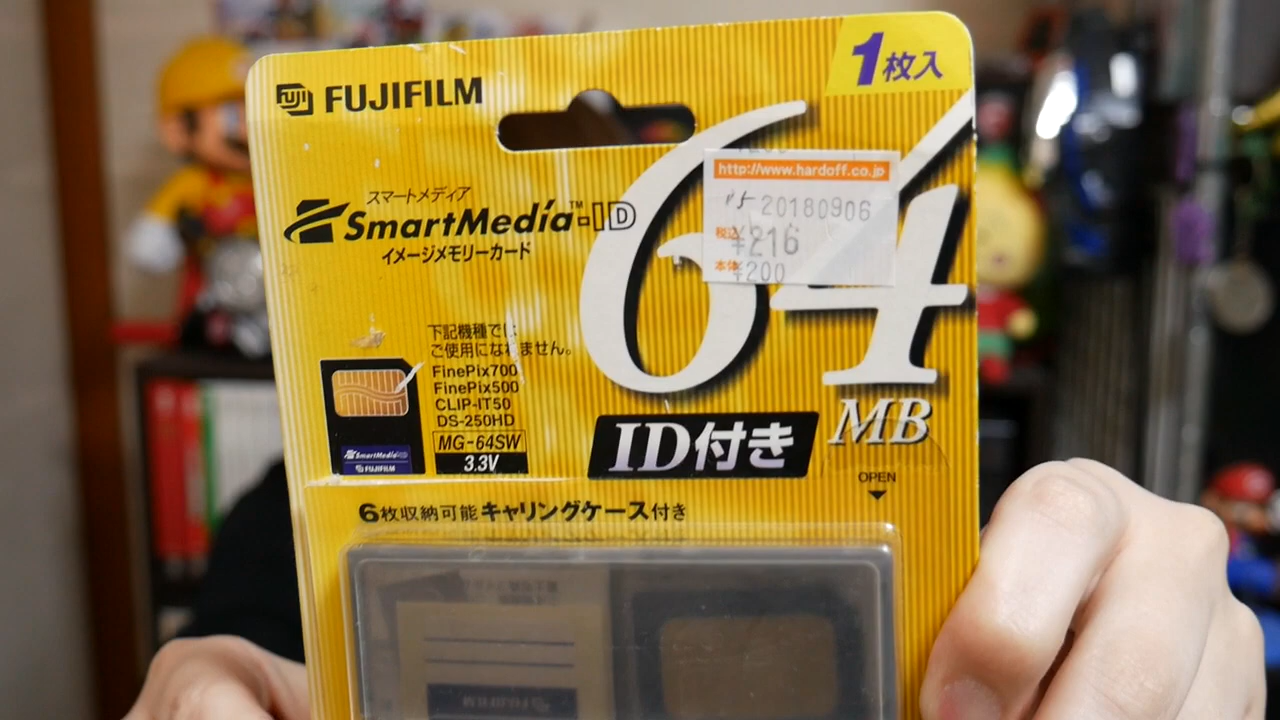 FUJIFILM
1枚入
スマートメディア
SmartMedia™-ID
イメージメモリーカード
64
MB
http://www.hardoff.co.jp
20180906
税込
¥216
本体
¥200
下記機種では
ご使用になれません。
FinePix700
FinePix500
CLIP-IT50
DS-250HD
MG-64SW
3.3V
SmartMedia
FUJIFILM
ID付き
OPEN
6枚収納可能キャリングケース付き